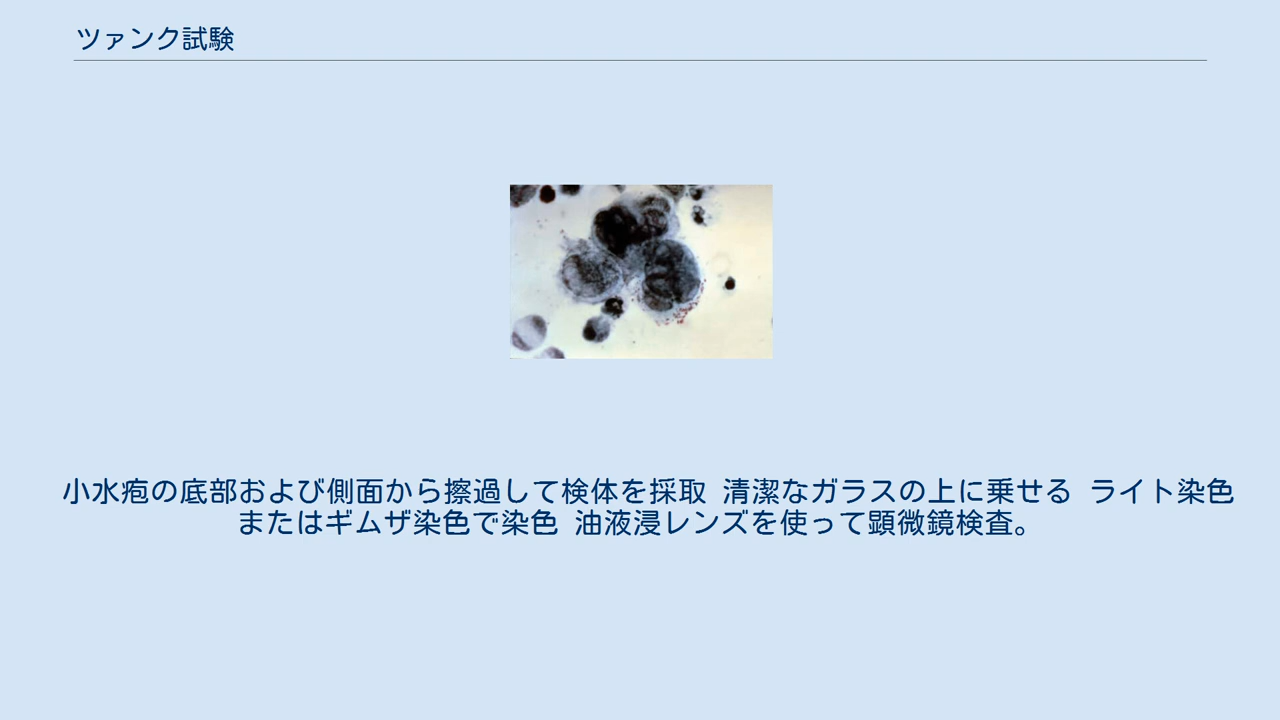 ツァンク試験
小水疱の底部および側面から擦過して検体を採取 清潔なガラスの上に乗せる ライト染色
またはギムザ染色で染色 油液浸レンズを使って顕微鏡検査。